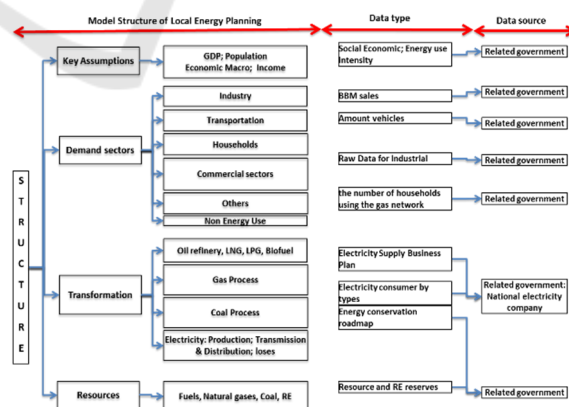 Model Structure of Local Energy Planning
Data type
Data source
STRUCTURE
Key Assumptions
GDP; Population
Economic Macro; Income
Social Economic; Energy use
Intensity
Related government
Demand sectors
Industry
Transportation
Households
Commercial sectors
Others
Non Energy Use
BBM sales
Related government
Amount vehicles
Related government
Raw Data for Industrial
Related government
the number of households
using the gas network
Related government
Transformation
Oil refinery, LNG, LPG, Biofuel
Gas Process
Coal Process
Electricity: Production; Transmission
& Distribution; loses
Electricity Supply Business
Plan
Electricity consumer by
types
Energy conservation
roadmap
Related government;
National electricity
company
Resources
Fuels, Natural gases, Coal, RE
Resource and RE reserves
Related government